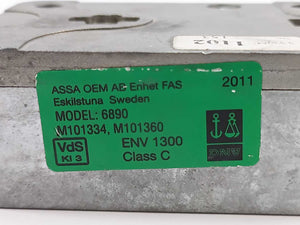 ASSA OEM AB Enhet FAS 2011
Eskilstuna Sweden
MODEL: 6890
M101334, M101360
VdS
Kl 3
ENV 1300
Class C